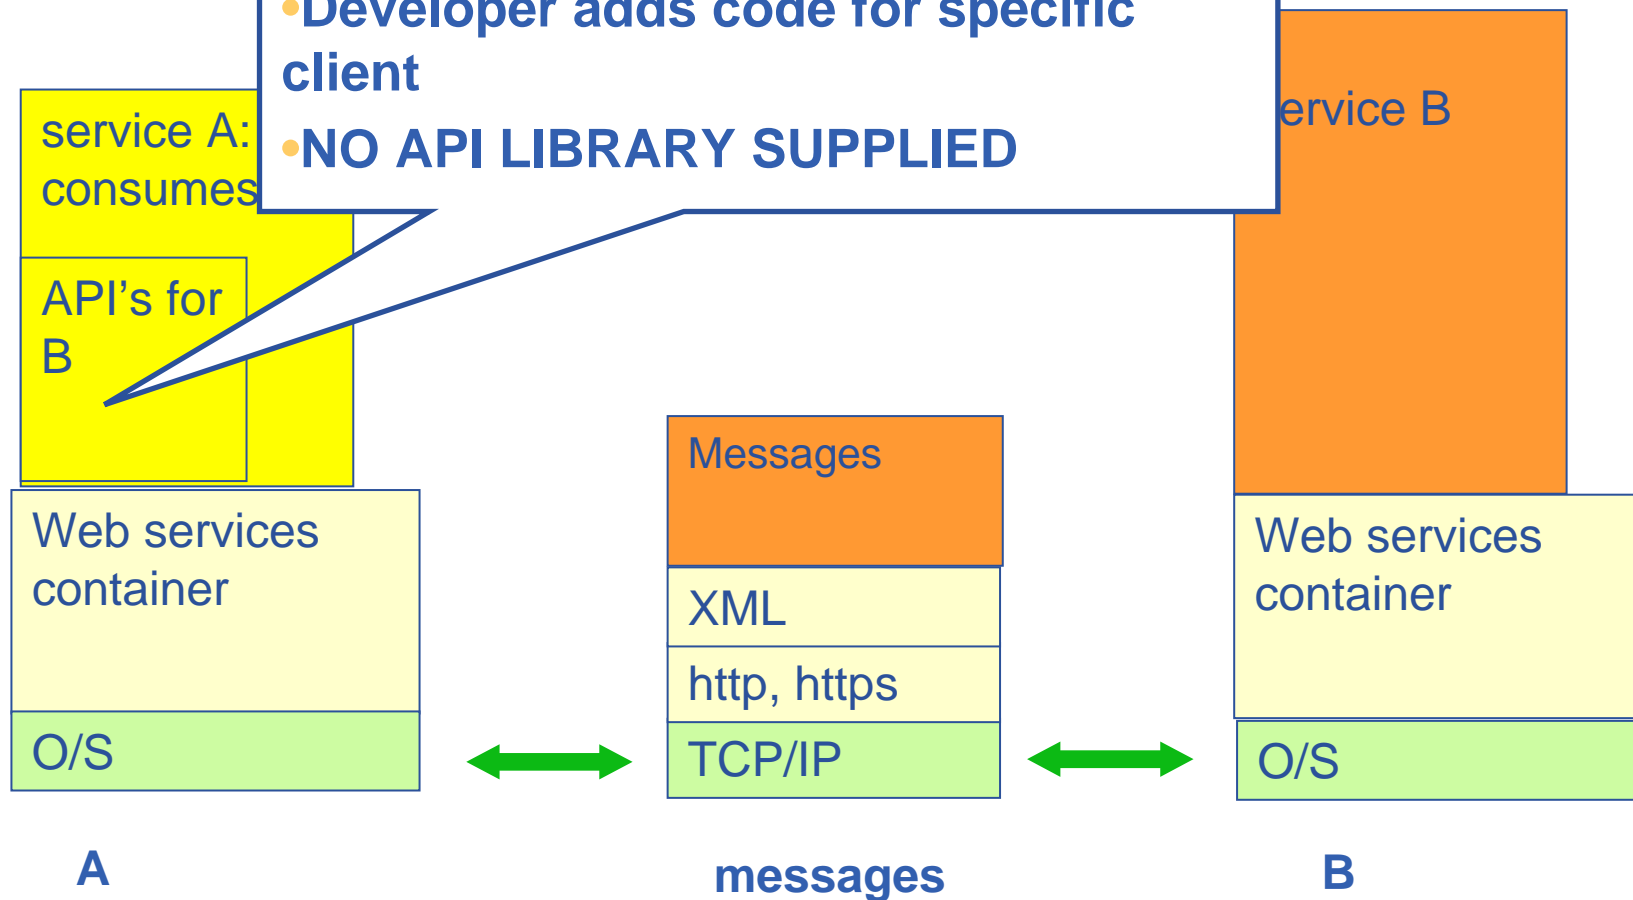 •Developer adds code for specific
client
•NO API LIBRARY SUPPLIED
service A:
consumes
API's for
B
Web services
container
O/S
A
Messages
XML
http, https
TCP/IP
messages
ervice B
Web services
container
O/S
B